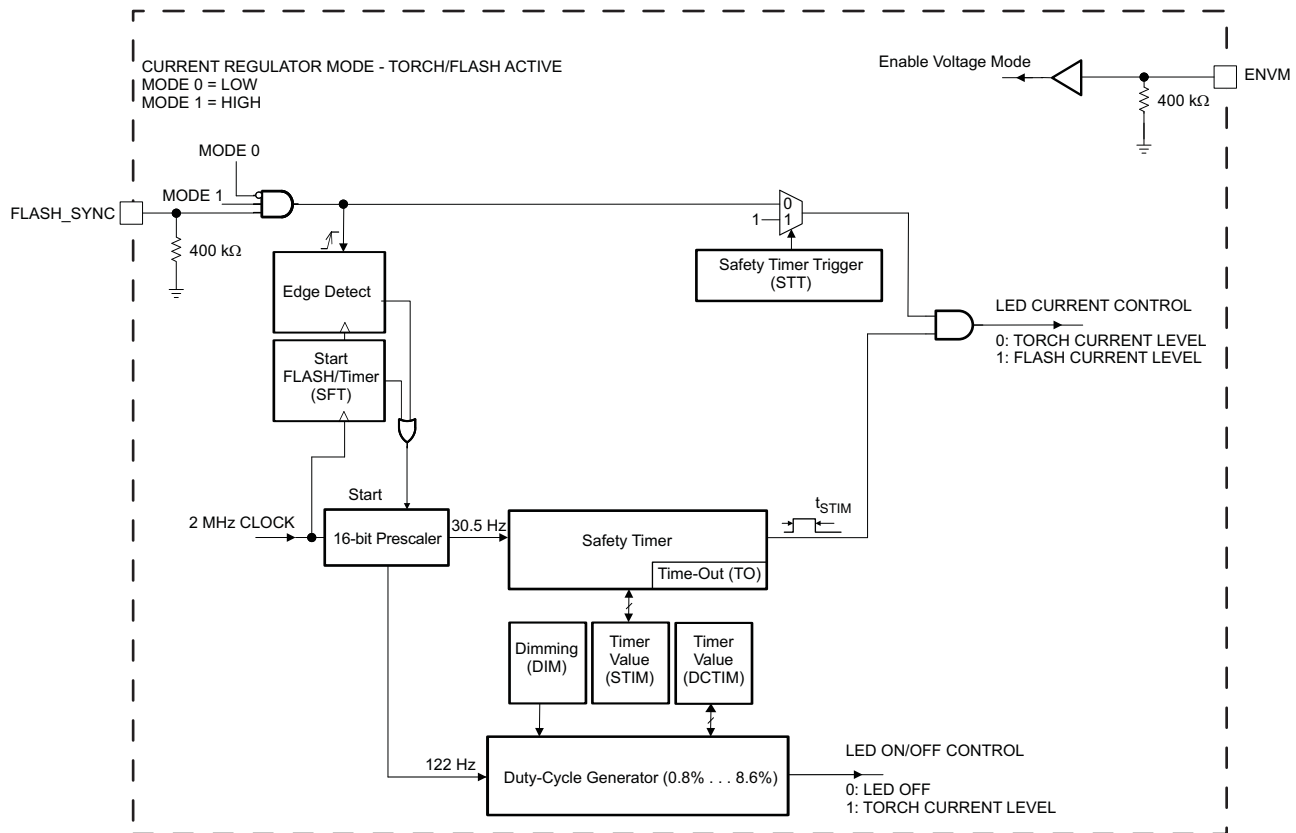 CURRENT REGULATOR MODE - TORCH/FLASH ACTIVE
MODE 0 = LOW
MODE 1 = HIGH
Enable Voltage Mode
ENVM
400 kΩ
MODE 0
MODE 1
FLASH_SYNC
400 kΩ
0
1
1
Safety Timer Trigger
(STT)
Edge Detect
LED CURRENT CONTROL
0: TORCH CURRENT LEVEL
1: FLASH CURRENT LEVEL
Start
FLASH/Timer
(SFT)
Start
2 MHz CLOCK
16-bit Prescaler
30.5 Hz
Safety Timer
Time-Out (TO)
tSTIM
Dimming
(DIM)
Timer
Value
(STIM)
Timer
Value
(DCTIM)
122 Hz
Duty-Cycle Generator (0.8% . . . 8.6%)
LED ON/OFF CONTROL
0: LED OFF
1: TORCH CURRENT LEVEL